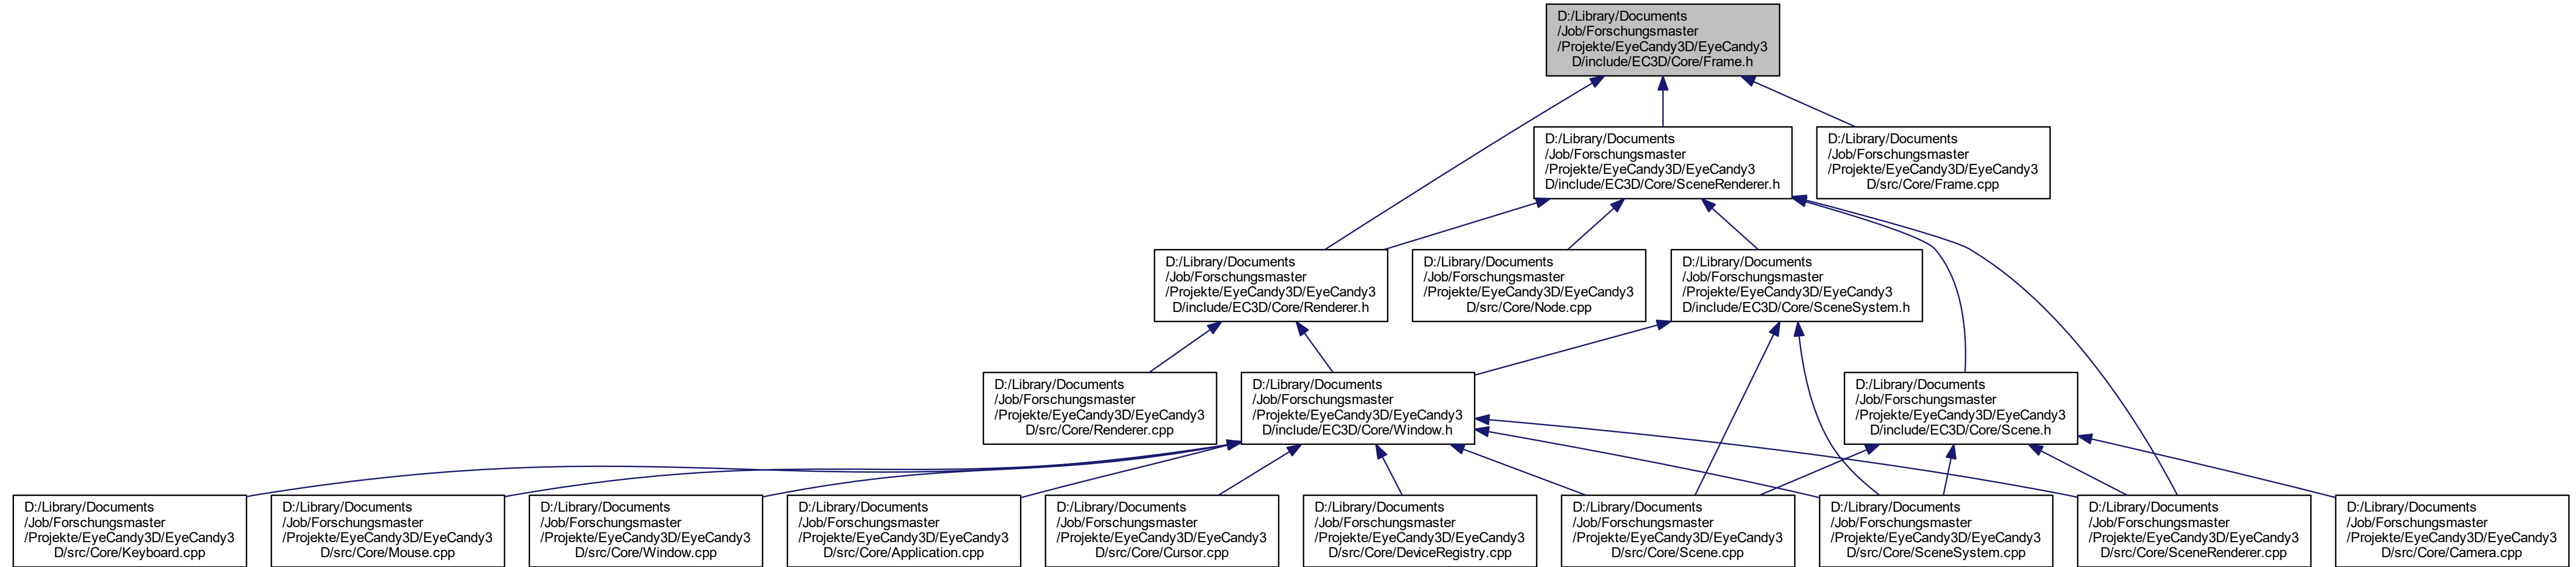 D:/Library/Documents
/Job/Forschungsmaster
/Projekte/EyeCandy3D/EyeCandy3
D/include/EC3D/Core/Frame.h
D:/Library/Documents
/Job/Forschungsmaster
/Projekte/EyeCandy3D/EyeCandy3
D/include/EC3D/Core/SceneRenderer.h
D:/Library/Documents
/Job/Forschungsmaster
/Projekte/EyeCandy3D/EyeCandy3
D/src/Core/Frame.cpp
D:/Library/Documents
/Job/Forschungsmaster
/Projekte/EyeCandy3D/EyeCandy3
D/include/EC3D/Core/Renderer.h
D:/Library/Documents
/Job/Forschungsmaster
/Projekte/EyeCandy3D/EyeCandy3
D/src/Core/Node.cpp
D:/Library/Documents
/Job/Forschungsmaster
/Projekte/EyeCandy3D/EyeCandy3
D/include/EC3D/Core/SceneSystem.h
D:/Library/Documents
/Job/Forschungsmaster
/Projekte/EyeCandy3D/EyeCandy3
D/src/Core/Renderer.cpp
D:/Library/Documents
/Job/Forschungsmaster
/Projekte/EyeCandy3D/EyeCandy3
D/include/EC3D/Core/Window.h
D:/Library/Documents
/Job/Forschungsmaster
/Projekte/EyeCandy3D/EyeCandy3
D/include/EC3D/Core/Scene.h
D:/Library/Documents
/Job/Forschungsmaster
/Projekte/EyeCandy3D/EyeCandy3
D/src/Core/Keyboard.cpp
D:/Library/Documents
/Job/Forschungsmaster
/Projekte/EyeCandy3D/EyeCandy3
D/src/Core/Mouse.cpp
D:/Library/Documents
/Job/Forschungsmaster
/Projekte/EyeCandy3D/EyeCandy3
D/src/Core/Window.cpp
D:/Library/Documents
/Job/Forschungsmaster
/Projekte/EyeCandy3D/EyeCandy3
D/src/Core/Application.cpp
D:/Library/Documents
/Job/Forschungsmaster
/Projekte/EyeCandy3D/EyeCandy3
D/src/Core/Cursor.cpp
D:/Library/Documents
/Job/Forschungsmaster
/Projekte/EyeCandy3D/EyeCandy3
D/src/Core/DeviceRegistry.cpp
D:/Library/Documents
/Job/Forschungsmaster
/Projekte/EyeCandy3D/EyeCandy3
D/src/Core/Scene.cpp
D:/Library/Documents
/Job/Forschungsmaster
/Projekte/EyeCandy3D/EyeCandy3
D/src/Core/SceneSystem.cpp
D:/Library/Documents
/Job/Forschungsmaster
/Projekte/EyeCandy3D/EyeCandy3
D/src/Core/SceneRenderer.cpp
D:/Library/Documents
/Job/Forschungsmaster
/Projekte/EyeCandy3D/EyeCandy3
D/src/Core/Camera.cpp